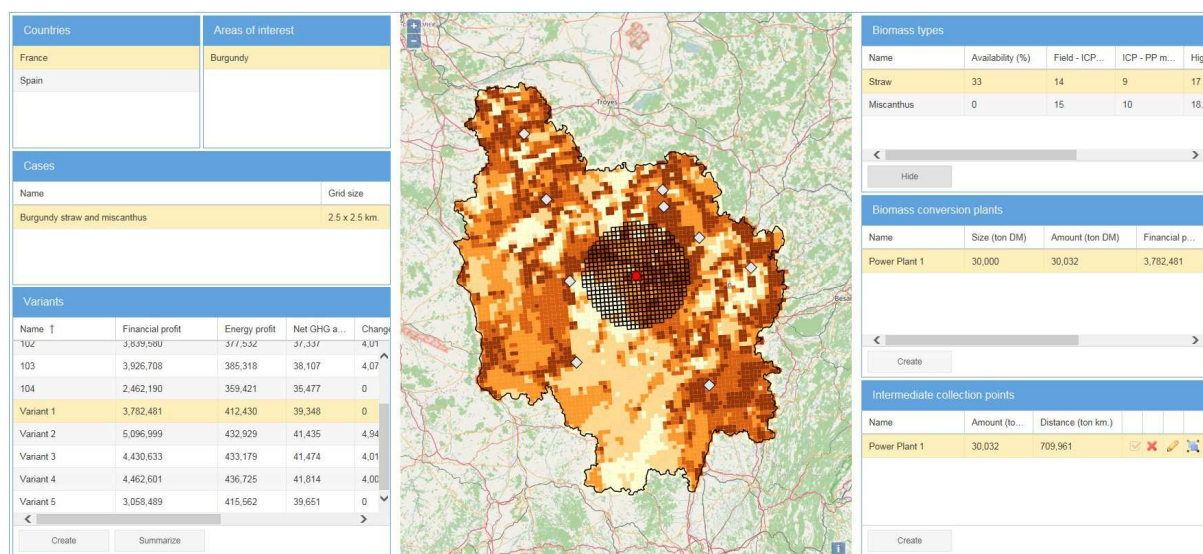 Countries
France
Spain
Areas of interest
Burgundy
Cases
Name Grid size
Burgundy straw and miscanthus 2.5 x 2.5 km.
Variants
Name ↑ Financial profit Energy profit Net GHG a... Change
102 3,839,580 377,532 37,337 4,01
103 3,926,708 385,318 38,107 4,07
104 2,462,190 359,421 35,477 0
Variant 1 3,782,481 412,430 39,348 0
Variant 2 5,096,999 432,929 41,435 4,94
Variant 3 4,430,633 433,179 41,474 4,01
Variant 4 4,462,601 436,725 41,814 4,00
Variant 5 3,058,489 415,562 39,651 0
Create Summarize
+
−
Troyes
Besan
i
Biomass types
Name Availability (%) Field - ICP... ICP - PP m... Hig
Straw 33 14 9 17
Miscanthus 0 15 10 18.
Hide
Biomass conversion plants
Name Size (ton DM) Amount (ton DM) Financial p...
Power Plant 1 30,000 30,032 3,782,481
Create
Intermediate collection points
Name Amount (to... Distance (ton km.)
Power Plant 1 30,032 709,961
Create